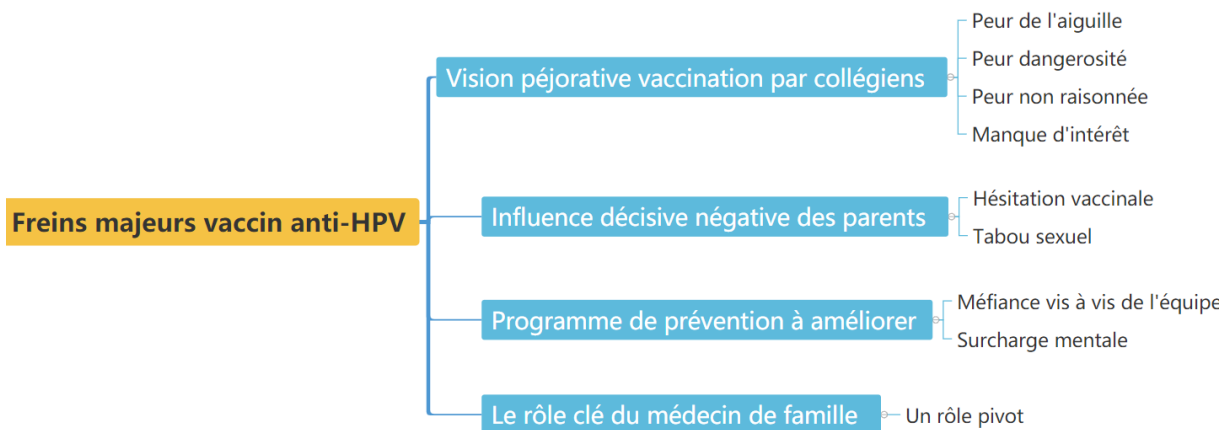 Freins majeurs vaccin anti-HPV
Vision péjorative vaccination par collégiens
Peur de l'aiguille
Peur dangerosité
Peur non raisonnée
Manque d'intérêt
Influence décisive négative des parents
Hésitation vaccinale
Tabou sexuel
Programme de prévention à améliorer
Méfiance vis à vis de l'équipe
Surcharge mentale
Le rôle clé du médecin de famille
Un rôle pivot